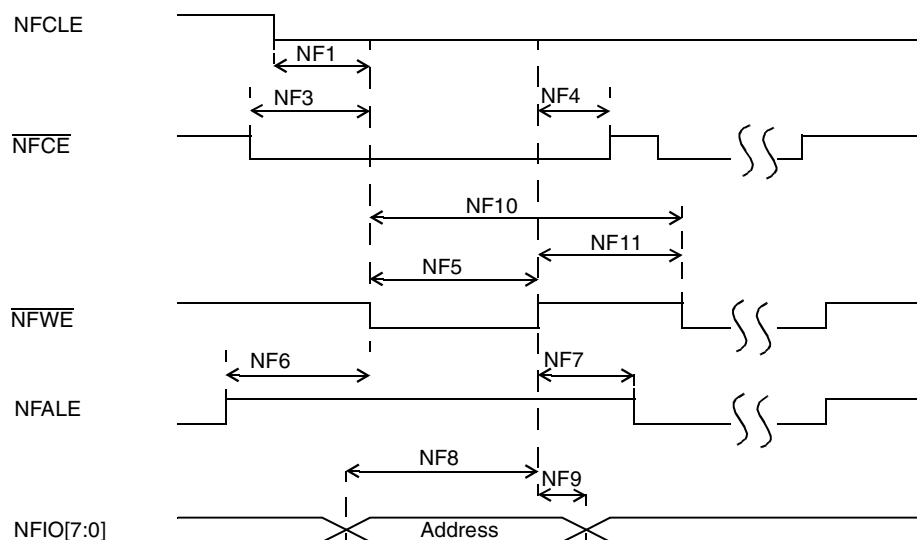 NFCLE
NF1
NF3
NF4
NFCE
NF10
NF11
NF5
NFWE
NF6
NF7
NFALE
NF8
NF9
NFIO[7:0]
Address